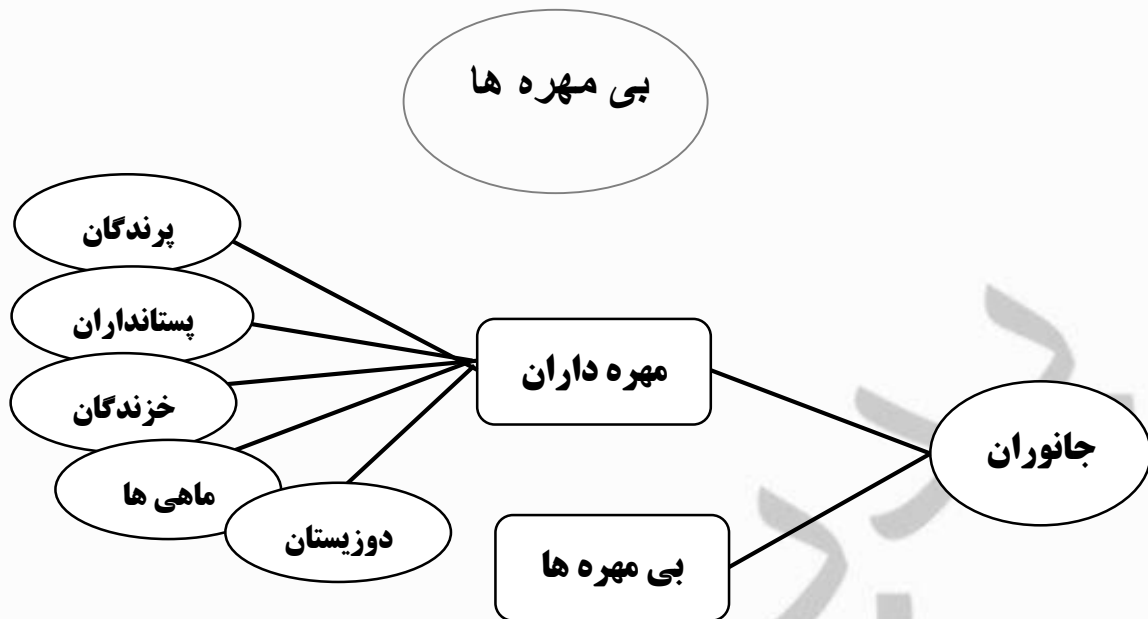 بی مهره ها
پرندگان
پستانداران
خزندگان
ماهی ها
دوزیستان
مهره داران
بی مهره ها
جانوران